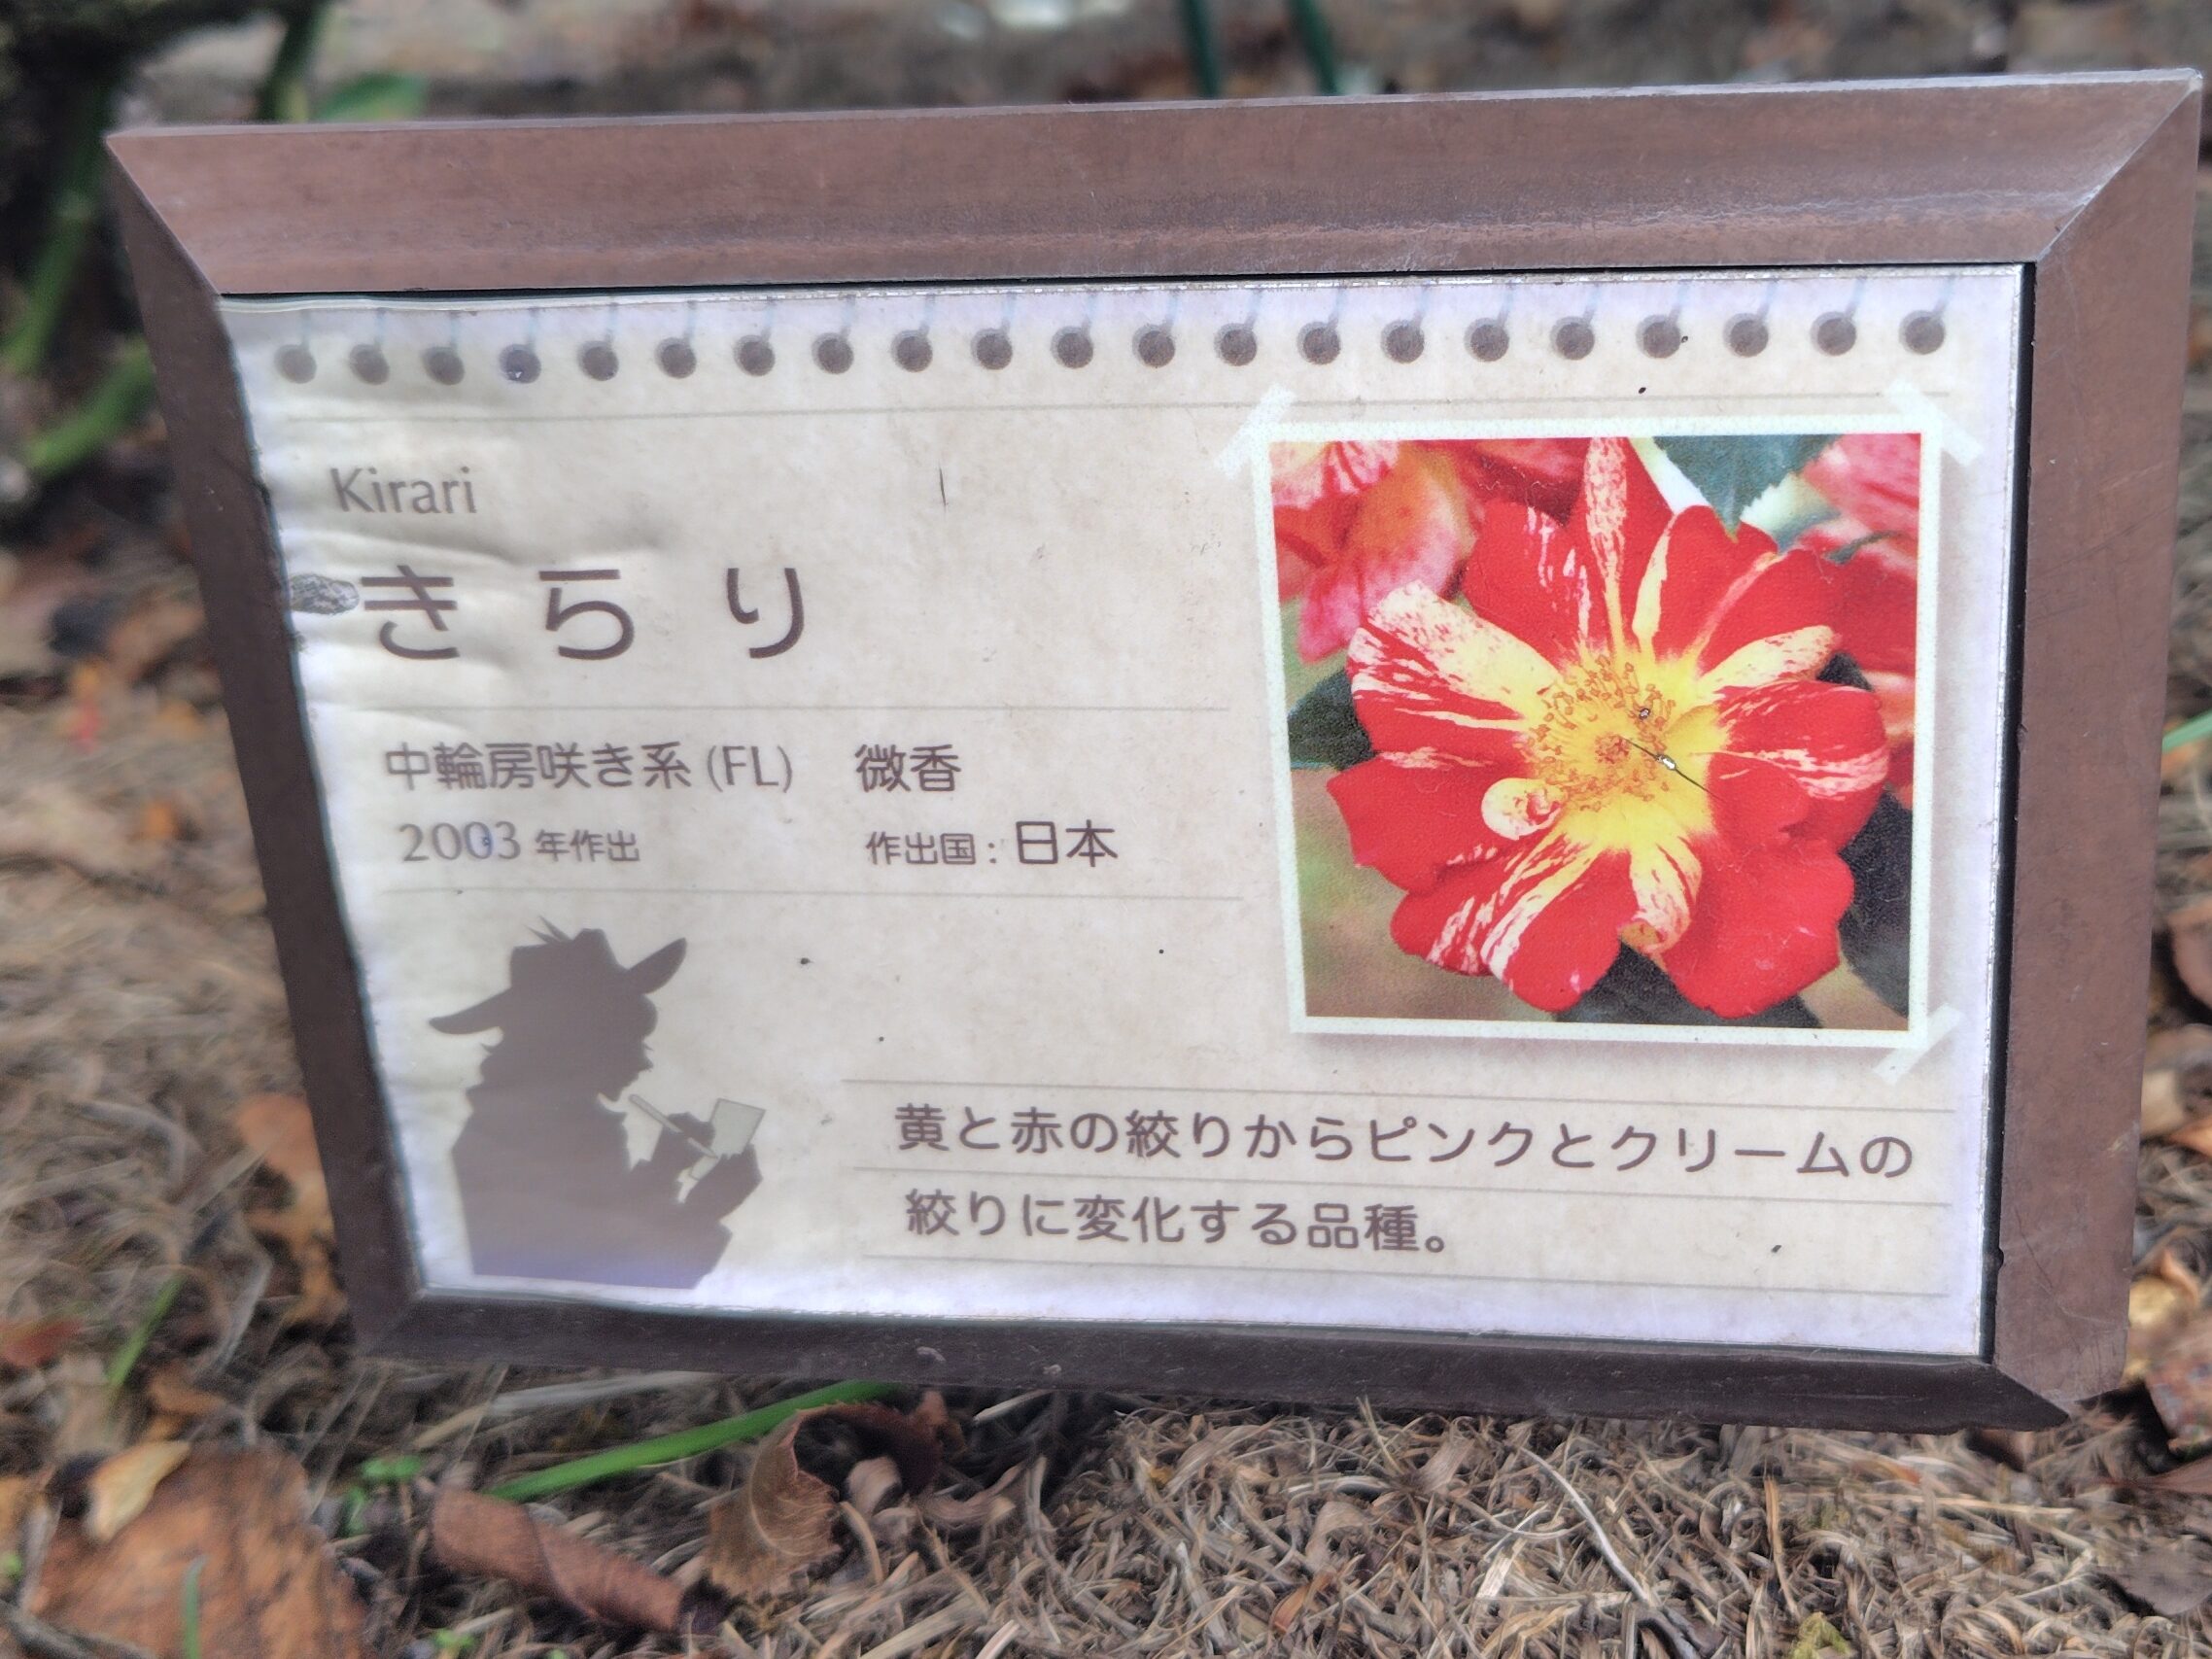 Kirari
きらり
中輪房咲き系 (FL) 微香
2003 年作出 作出国 : 日本
黄と赤の絞りからピンクとクリームの
絞りに変化する品種。